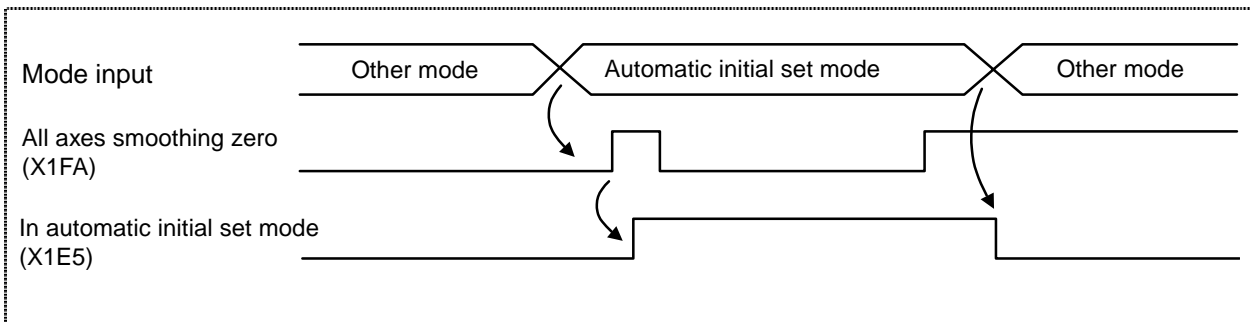 Mode input
Other mode
Automatic initial set mode
Other mode
All axes smoothing zero
(X1FA)
In automatic initial set mode
(X1E5)